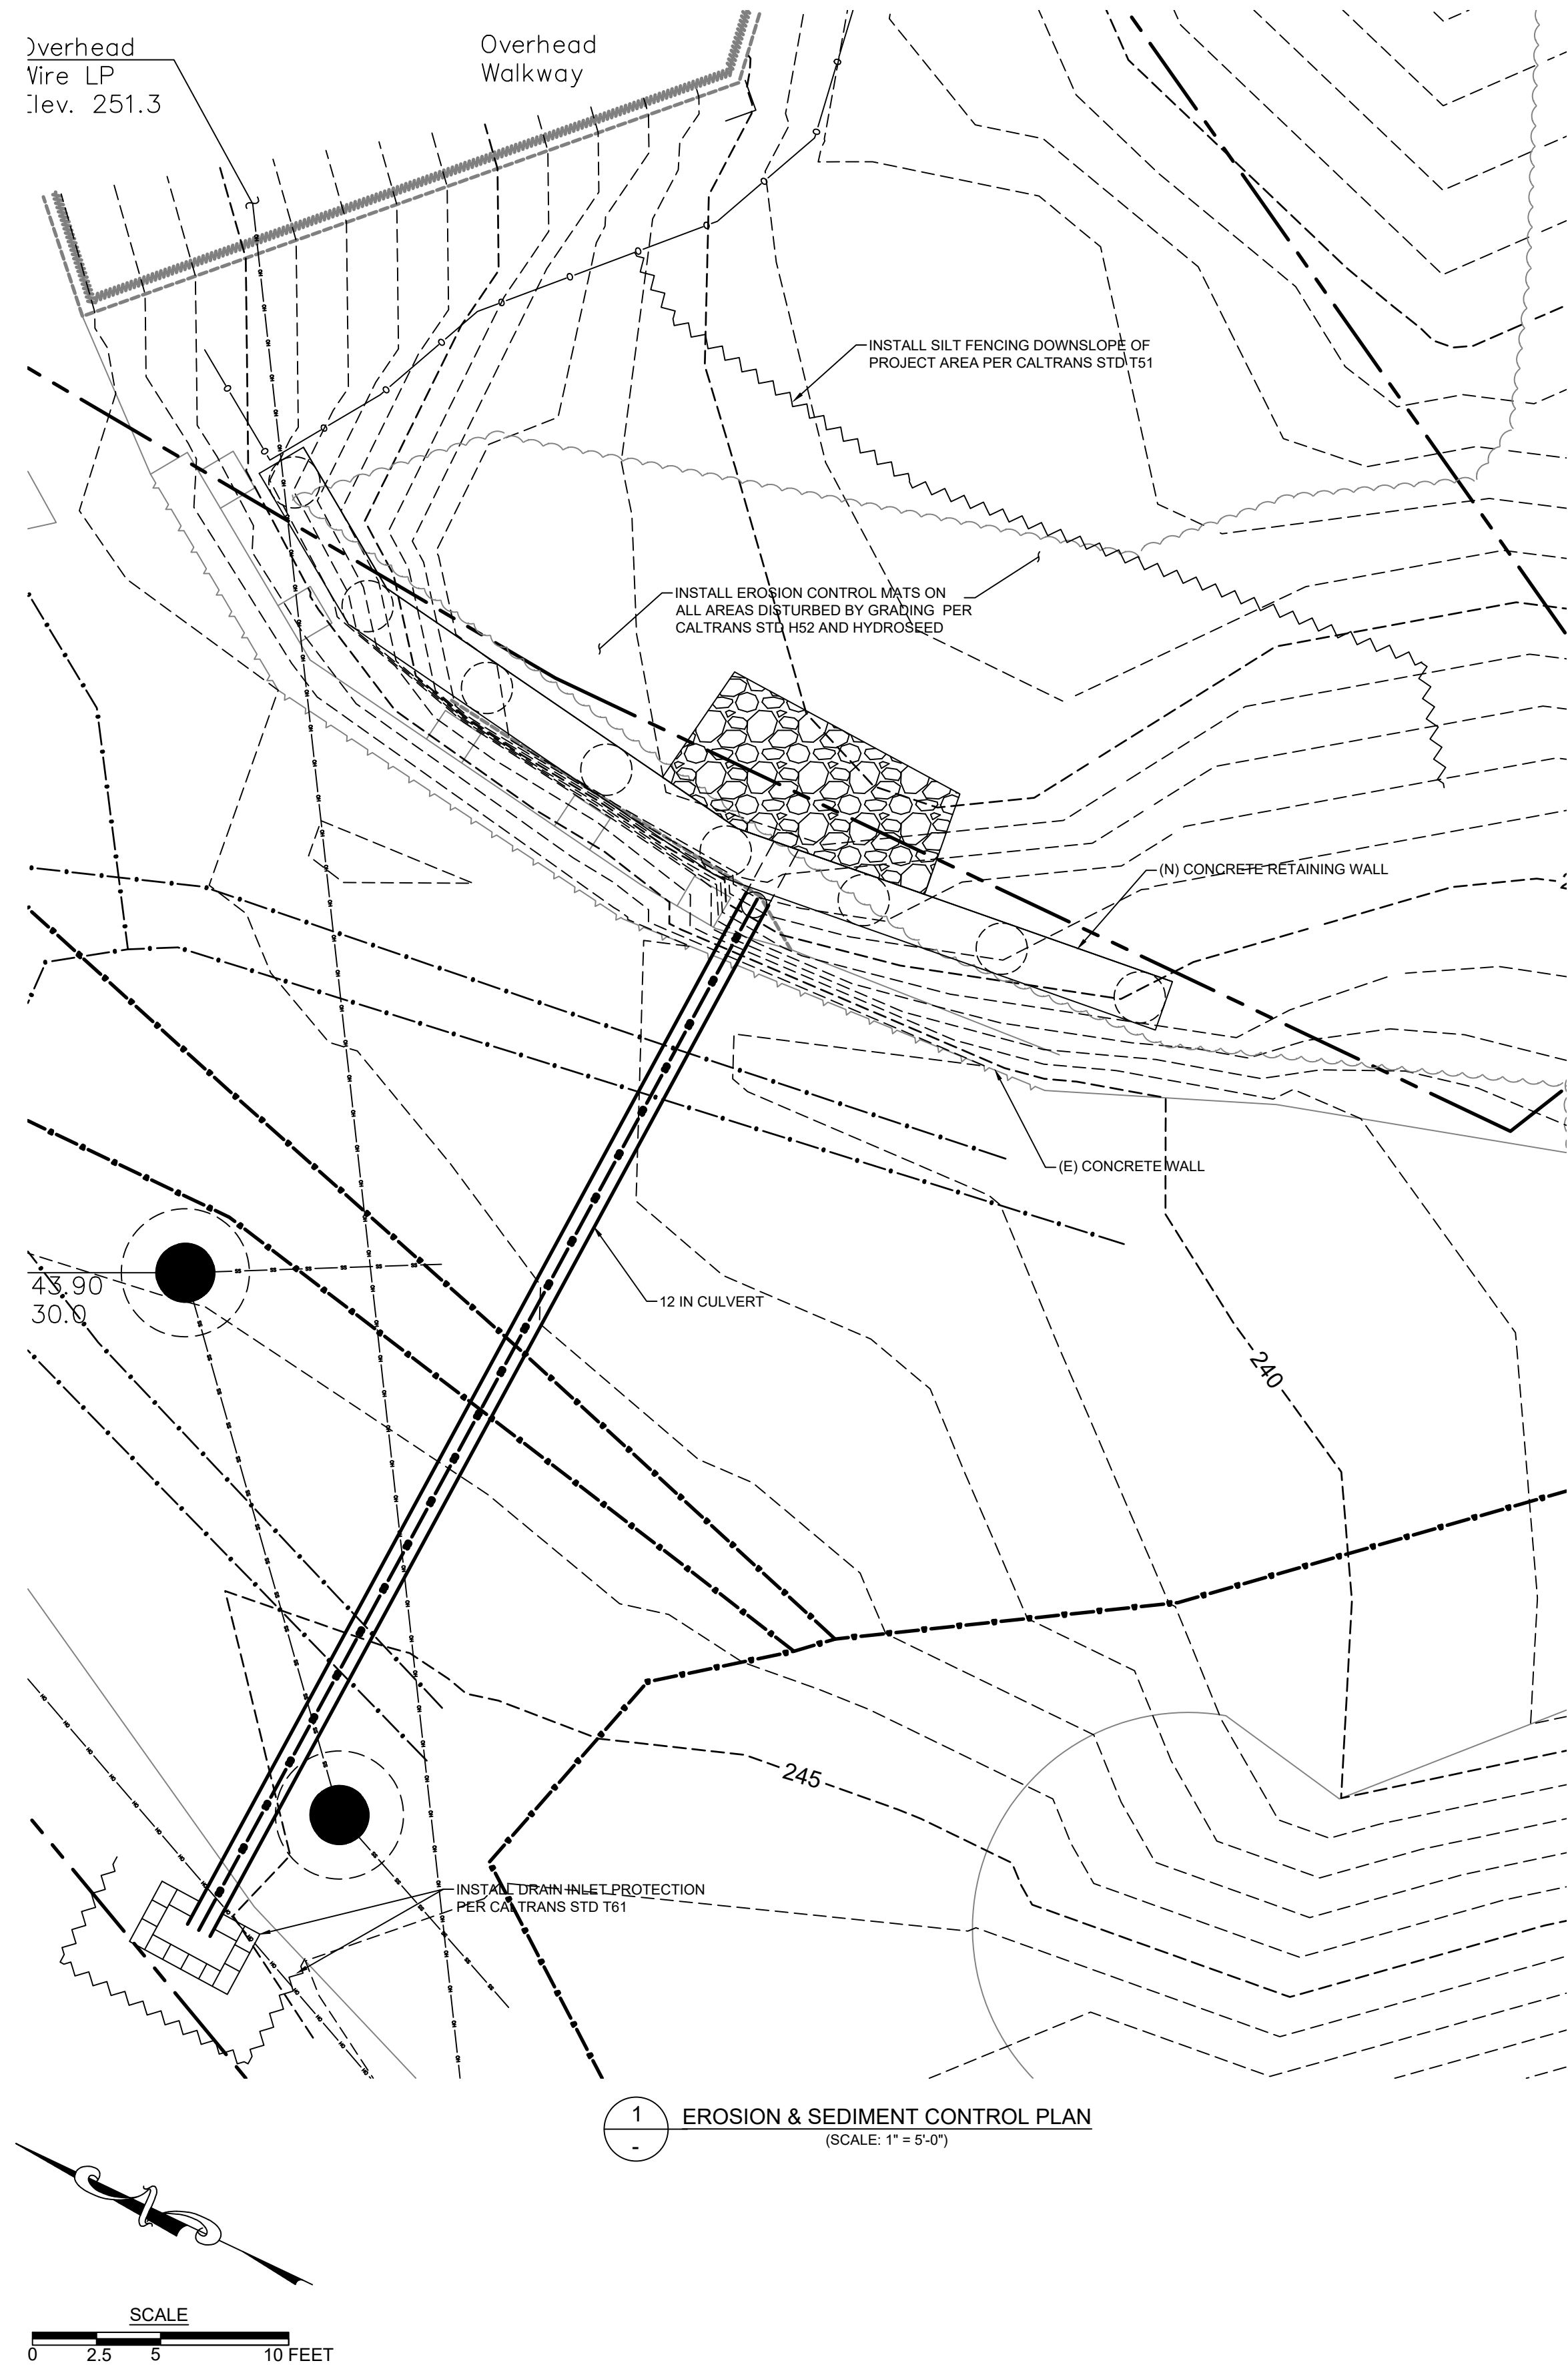 Overhead
Walkway
Elev. 251.3
INSTALL SILT FENCING DOWNSLOPE OF
PROJECT AREA PER CALTRANS STD T51
INSTALL EROSION CONTROL MATS ON
ALL AREAS DISTURBED BY GRADING PER
CALTRANS STD H52 AND HYDROSEED
(N) CONCRETE RETAINING WALL
(E) CONCRETE WALL
43.90
30.0
12 IN CULVERT
240
245
INSTALL DRAIN INLET PROTECTION
PER CALTRANS STD T61
1
-
EROSION & SEDIMENT CONTROL PLAN
(SCALE: 1" = 5'-0")
SCALE
0 2.5 5 10 FEET